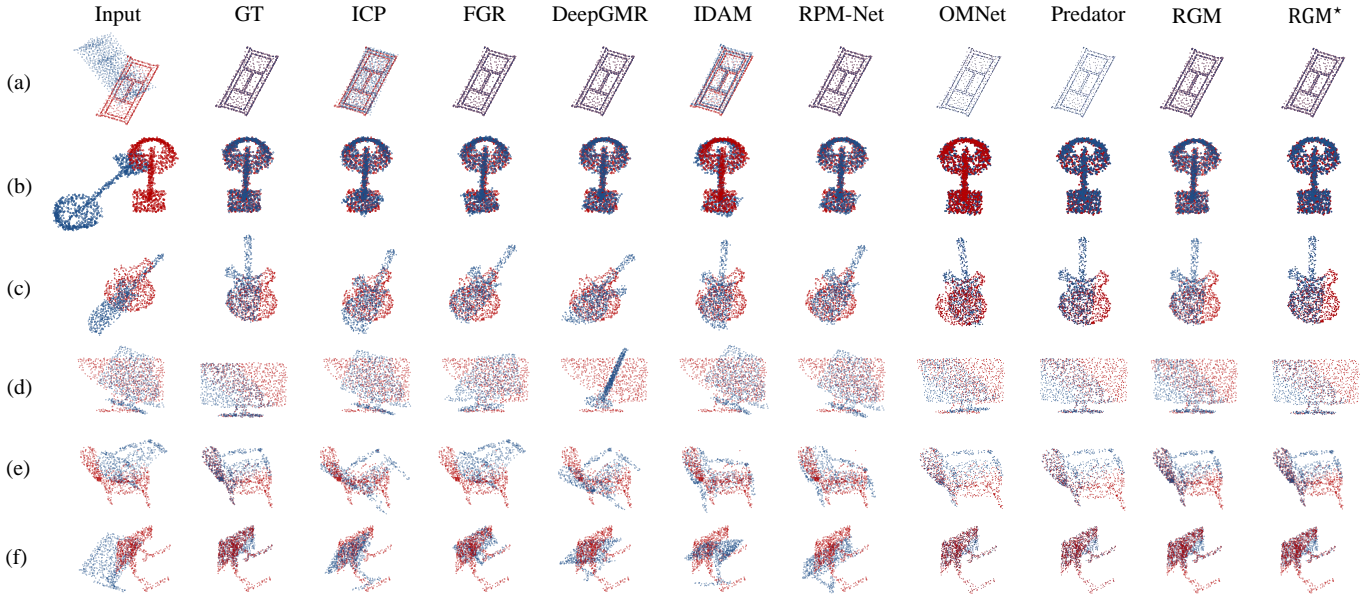 Input GT ICP FGR DeepGMR IDAM RPM-Net OMNet Predator RGM RGM★
(a)
(b)
(c)
(d)
(e)
(f)